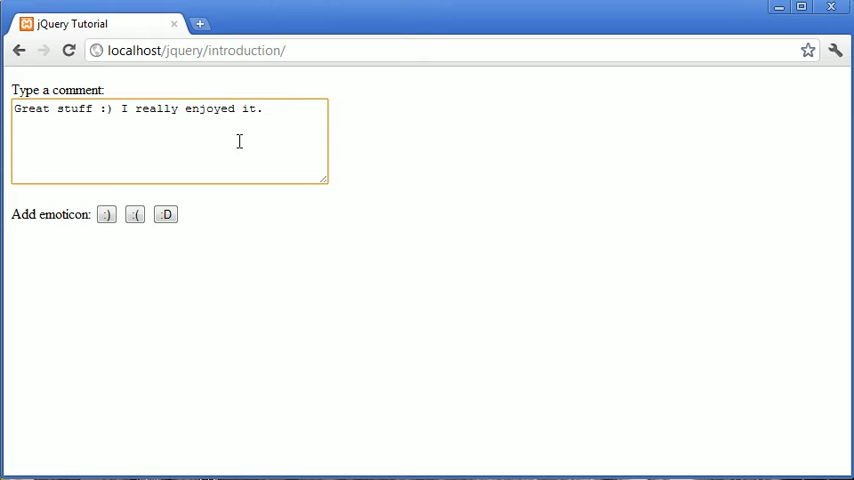 jQuery Tutorial
localhost/jquery/introduction/
Type a comment:
Great stuff :) I really enjoyed it.
Add emoticon: :) :( :D